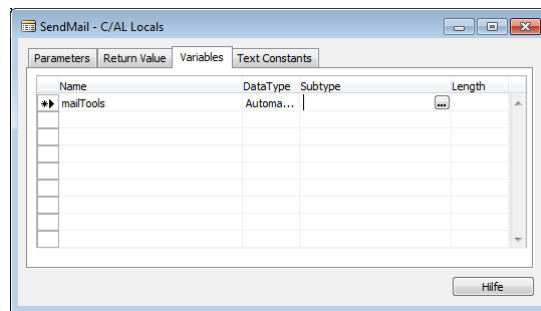 SendMail - C/AL Locals
Parameters Return Value Variables Text Constants
Name DataType Subtype Length
mailTools Automa... ...
Hilfe